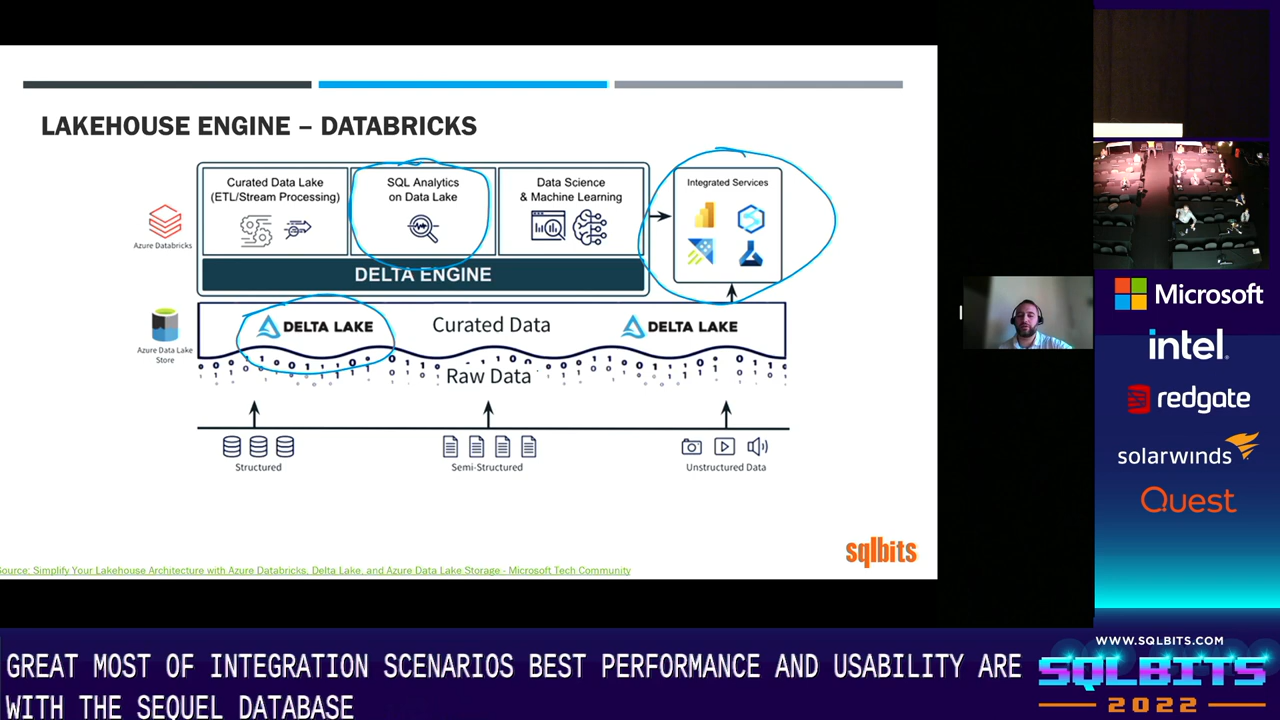 LAKEHOUSE ENGINE – DATABRICKS
Curated Data Lake
(ETL/Stream Processing)
SQL Analytics
on Data Lake
Data Science
& Machine Learning
Integrated Services
Azure Databricks
DELTA ENGINE
DELTA LAKE
Curated Data
DELTA LAKE
Azure Data Lake
Store
Raw Data
Structured
Semi-Structured
Unstructured Data
sqlbits
Source: Simplify Your Lakehouse Architecture with Azure Databricks, Delta Lake, and Azure Data Lake Storage - Microsoft Tech Community
Microsoft
intel.
redgate
solarwinds
Quest
WWW.SQLBITS.COM
SQLBITS
2022
GREAT MOST OF INTEGRATION SCENARIOS BEST PERFORMANCE AND USABILITY ARE
WITH THE SEQUEL DATABASE